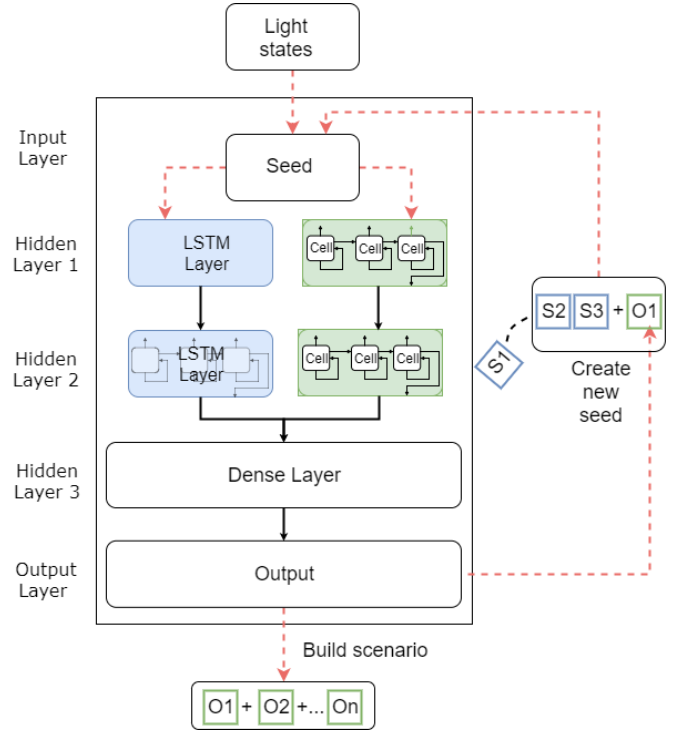 Light
states
Input
Layer
Seed
Hidden
Layer 1
LSTM
Layer
Cell Cell Cell
S2 S3 + O1
S1
Hidden
Layer 2
LSTM
Layer
Cell Cell Cell
Create
new
seed
Hidden
Layer 3
Dense Layer
Output
Layer
Output
Build scenario
O1 + O2 +... On